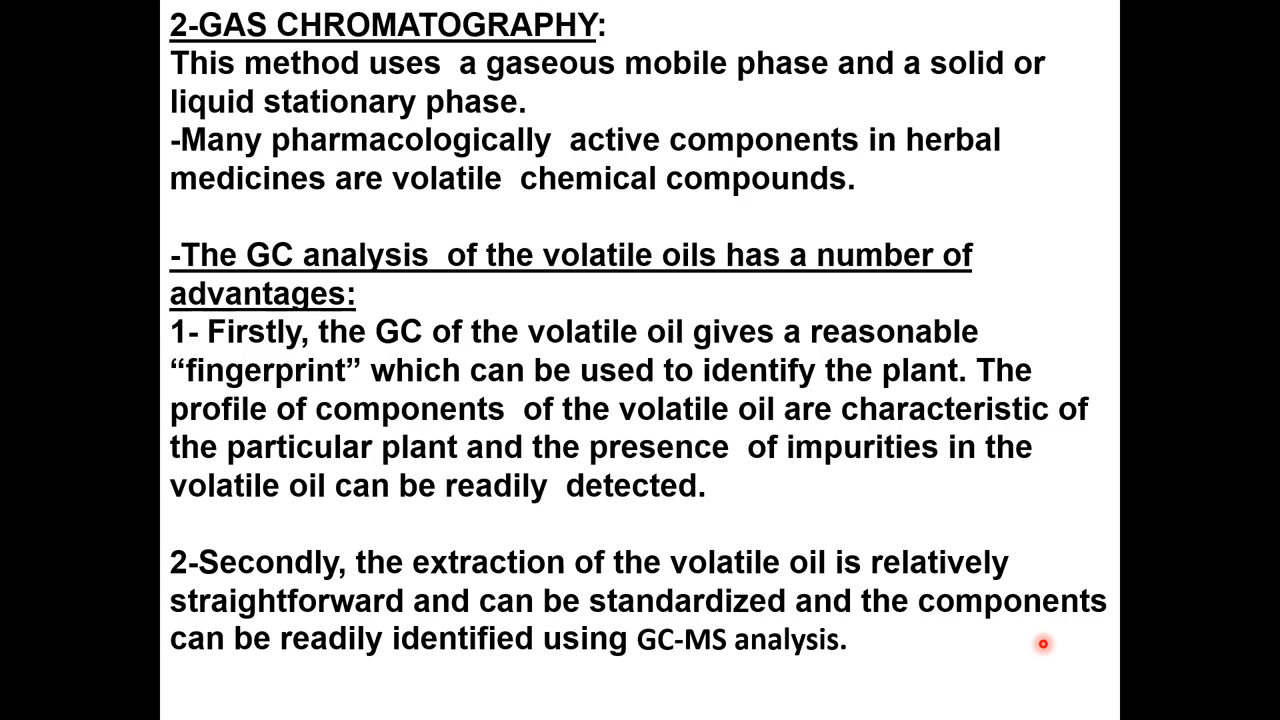 2-GAS CHROMATOGRAPHY:
This method uses  a gaseous mobile phase and a solid or
liquid stationary phase.
-Many pharmacologically  active components in herbal
medicines are volatile  chemical compounds.
-The GC analysis  of the volatile oils has a number of
advantages:
1- Firstly, the GC of the volatile oil gives a reasonable
“fingerprint” which can be used to identify the plant. The
profile of components  of the volatile oil are characteristic of
the particular plant and the presence  of impurities in the
volatile oil can be readily  detected.
2-Secondly, the extraction of the volatile oil is relatively
straightforward and can be standardized and the components
can be readily identified using GC-MS analysis.